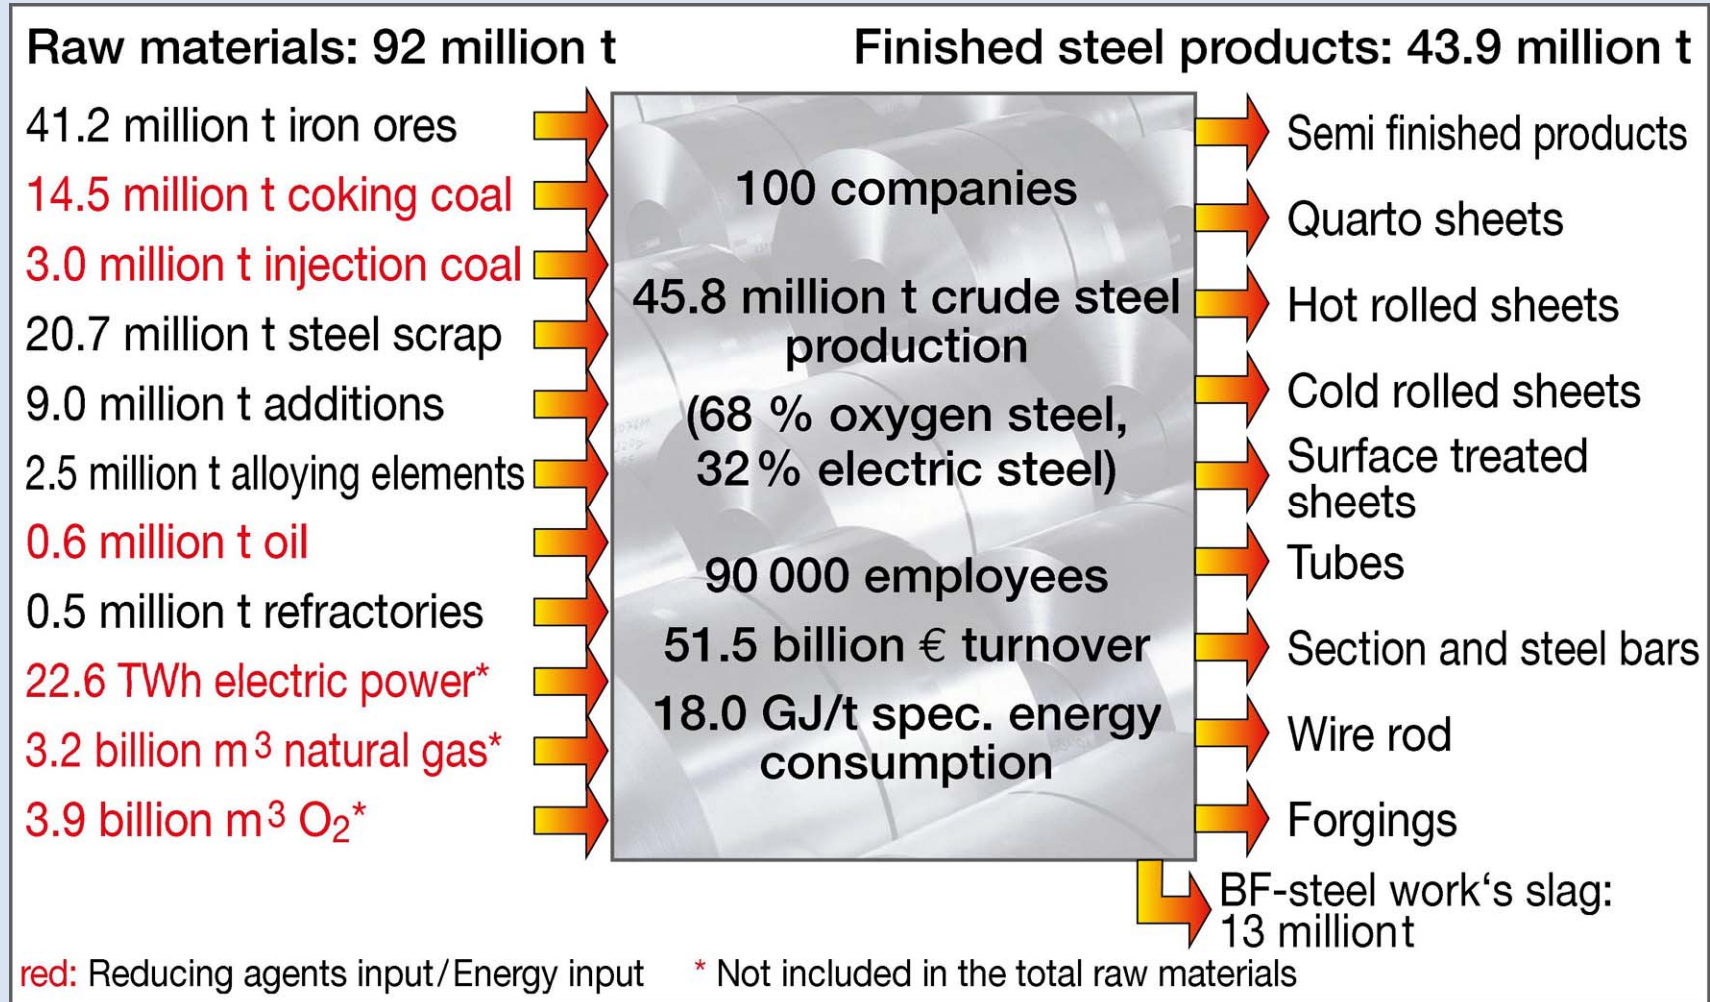 Raw materials: 92 million t
Finished steel products: 43.9 million t
41.2 million t iron ores
14.5 million t coking coal
3.0 million t injection coal
20.7 million t steel scrap
9.0 million t additions
2.5 million t alloying elements
0.6 million t oil
0.5 million t refractories
22.6 TWh electric power*
3.2 billion m³ natural gas*
3.9 billion m³ O₂*
100 companies
45.8 million t crude steel
production
(68 % oxygen steel,
32 % electric steel)
90 000 employees
51.5 billion € turnover
18.0 GJ/t spec. energy
consumption
Semi finished products
Quarto sheets
Hot rolled sheets
Cold rolled sheets
Surface treated
sheets
Tubes
Section and steel bars
Wire rod
Forgings
BF-steel work‘s slag:
13 million t
red: Reducing agents input/Energy input
* Not included in the total raw materials